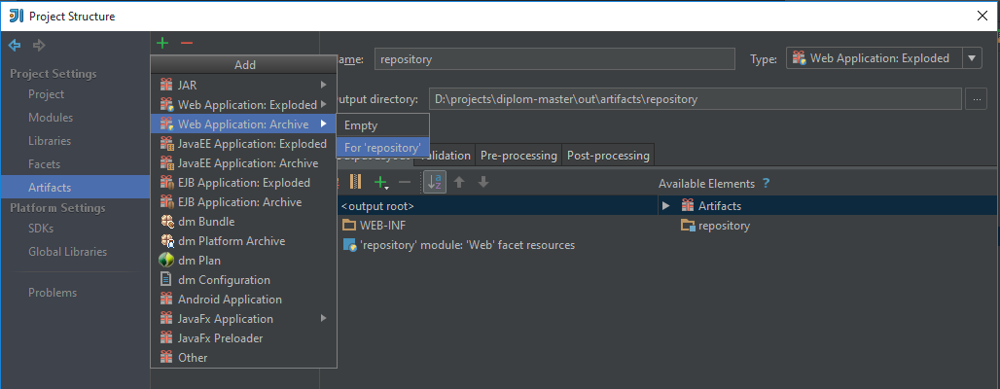 Project Structure
Project Settings
Project
Modules
Libraries
Facets
Artifacts
Platform Settings
SDKs
Global Libraries
Problems
Add
JAR
Web Application: Exploded
Web Application: Archive
JavaEE Application: Exploded
JavaEE Application: Archive
EJB Application: Exploded
EJB Application: Archive
dm Bundle
dm Platform Archive
dm Plan
dm Configuration
Android Application
JavaFx Application
JavaFx Preloader
Other
Empty
For 'repository'
ame: repository
Type: Web Application: Exploded
utput directory: D:\projects\diplom-master\out\artifacts\repository
...
Validation Pre-processing Post-processing
Available Elements ?
<output root>
WEB-INF
'repository' module: 'Web' facet resources
Artifacts
repository